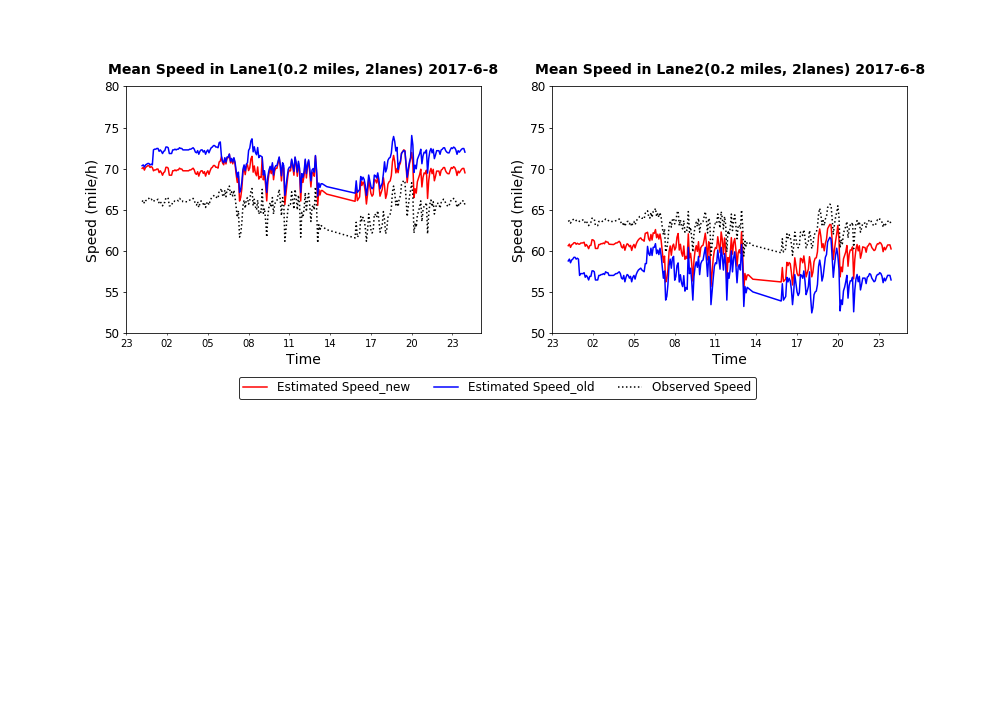 Mean Speed in Lane1(0.2 miles, 2lanes) 2017-6-8
80
75
70
65
60
55
50
Speed (mile/h)
23 02 05 08 11 14 17 20 23
Time
Mean Speed in Lane2(0.2 miles, 2lanes) 2017-6-8
80
75
70
65
60
55
50
Speed (mile/h)
23 02 05 08 11 14 17 20 23
Time
Estimated Speed_new Estimated Speed_old Observed Speed